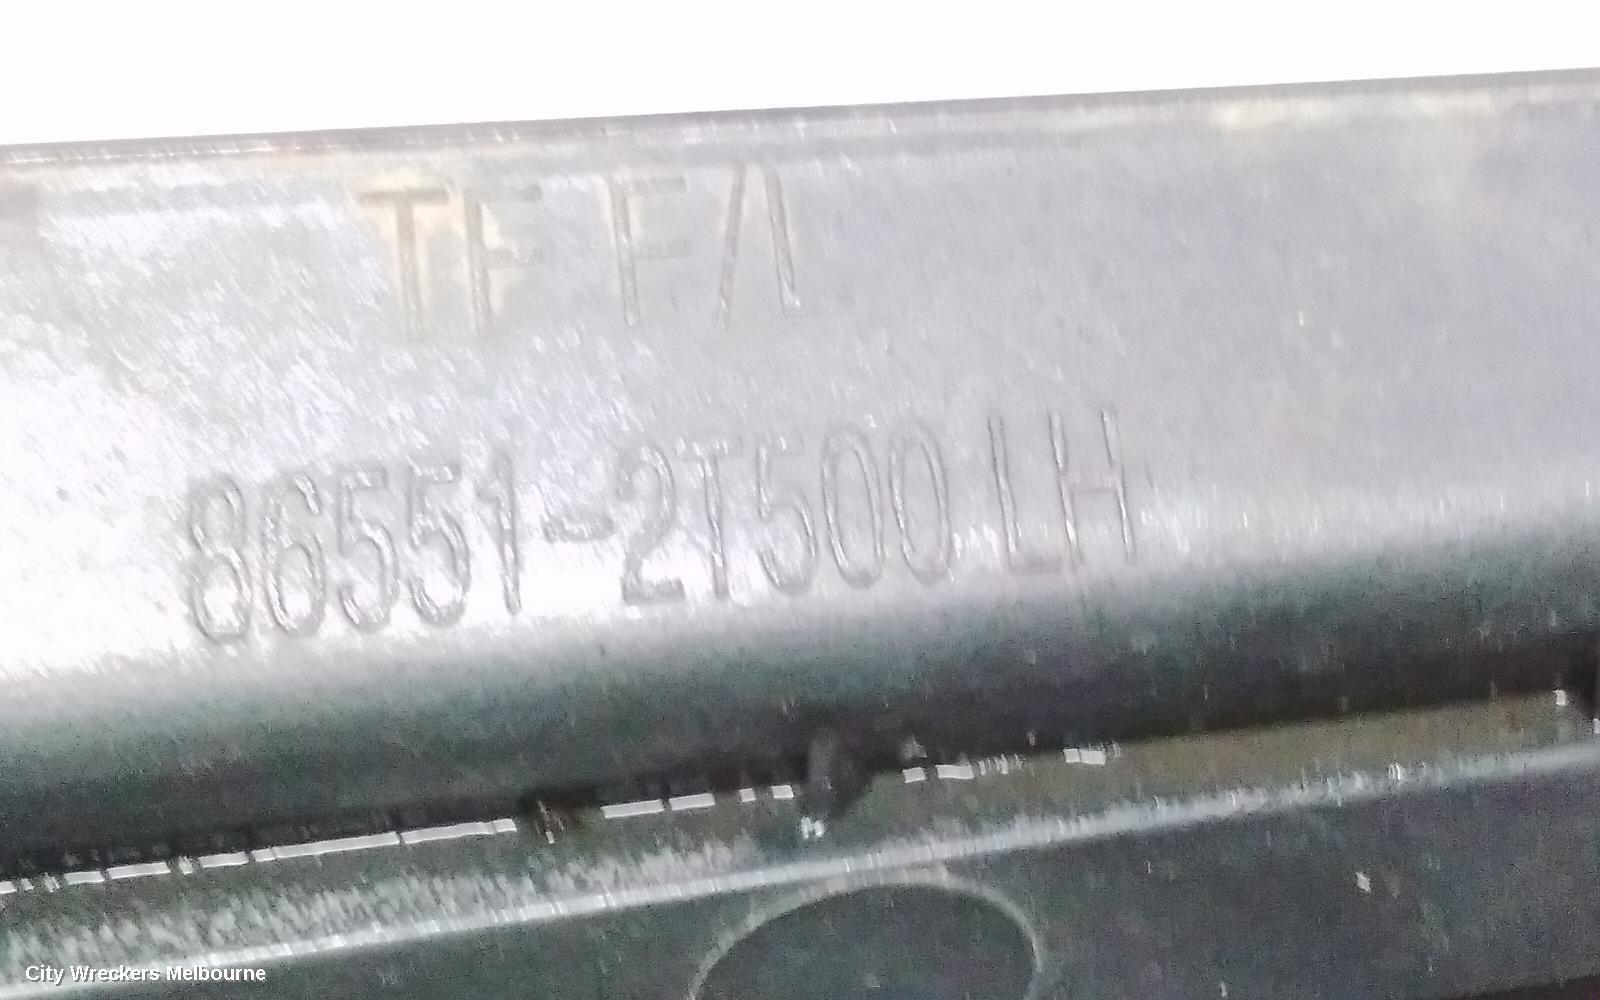 TF F/L
86551-2T500 LH
City Wreckers Melbourne